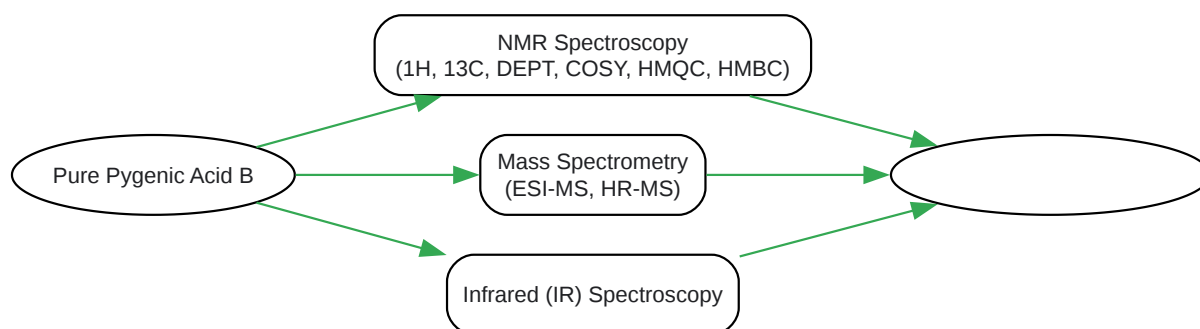 NMR Spectroscopy
(1H, 13C, DEPT, COSY, HMQC, HMBC)
Pure Pygenic Acid B
Mass Spectrometry
(ESI-MS, HR-MS)
Infrared (IR) Spectroscopy